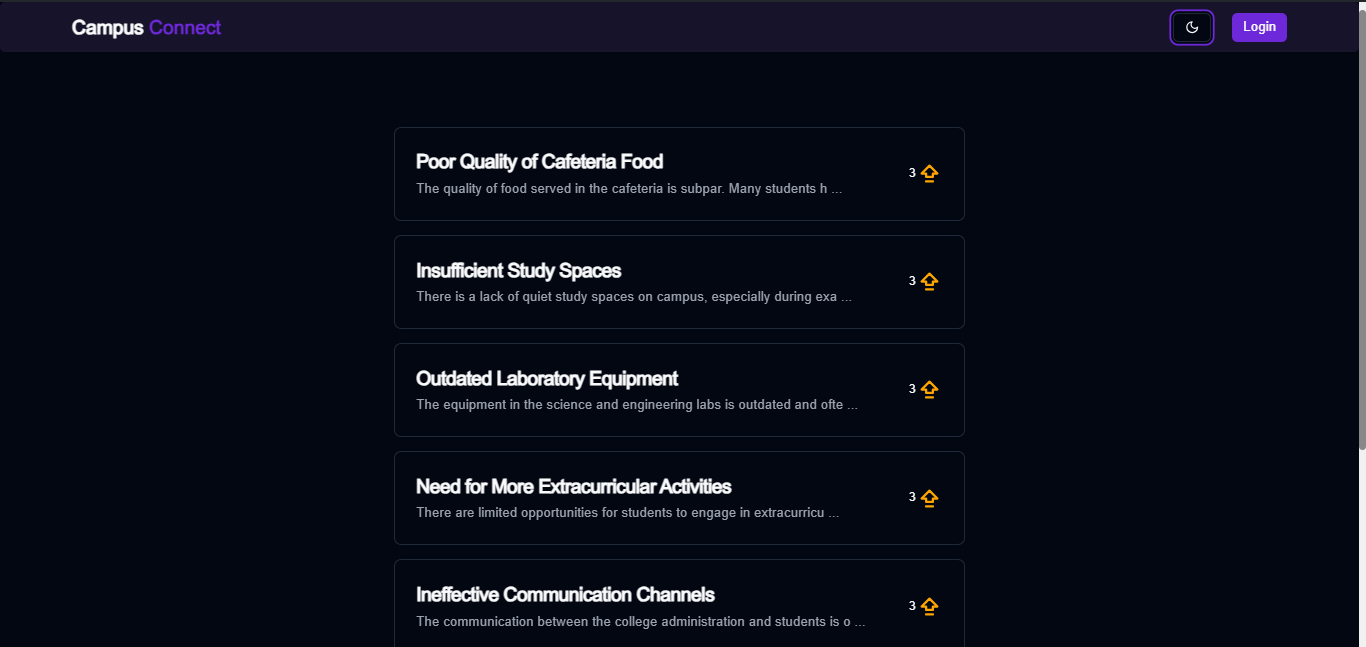 Campus Connect
Login
Poor Quality of Cafeteria Food
The quality of food served in the cafeteria is subpar. Many students h ...
3
Insufficient Study Spaces
There is a lack of quiet study spaces on campus, especially during exa ...
3
Outdated Laboratory Equipment
The equipment in the science and engineering labs is outdated and ofte ...
3
Need for More Extracurricular Activities
There are limited opportunities for students to engage in extracurricu ...
3
Ineffective Communication Channels
The communication between the college administration and students is o ...
3